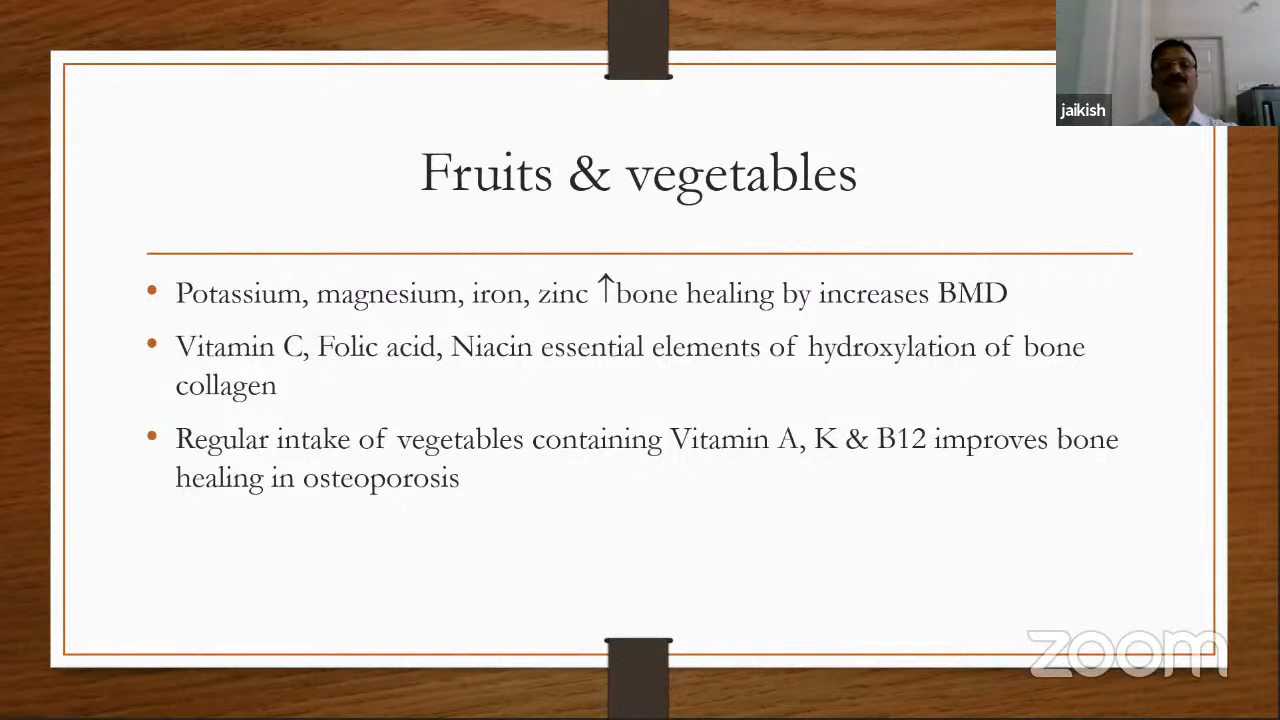 jaikish
Fruits & vegetables
• Potassium, magnesium, iron, zinc ↑bone healing by increases BMD
• Vitamin C, Folic acid, Niacin essential elements of hydroxylation of bone
collagen
• Regular intake of vegetables containing Vitamin A, K & B12 improves bone
healing in osteoporosis
zoom